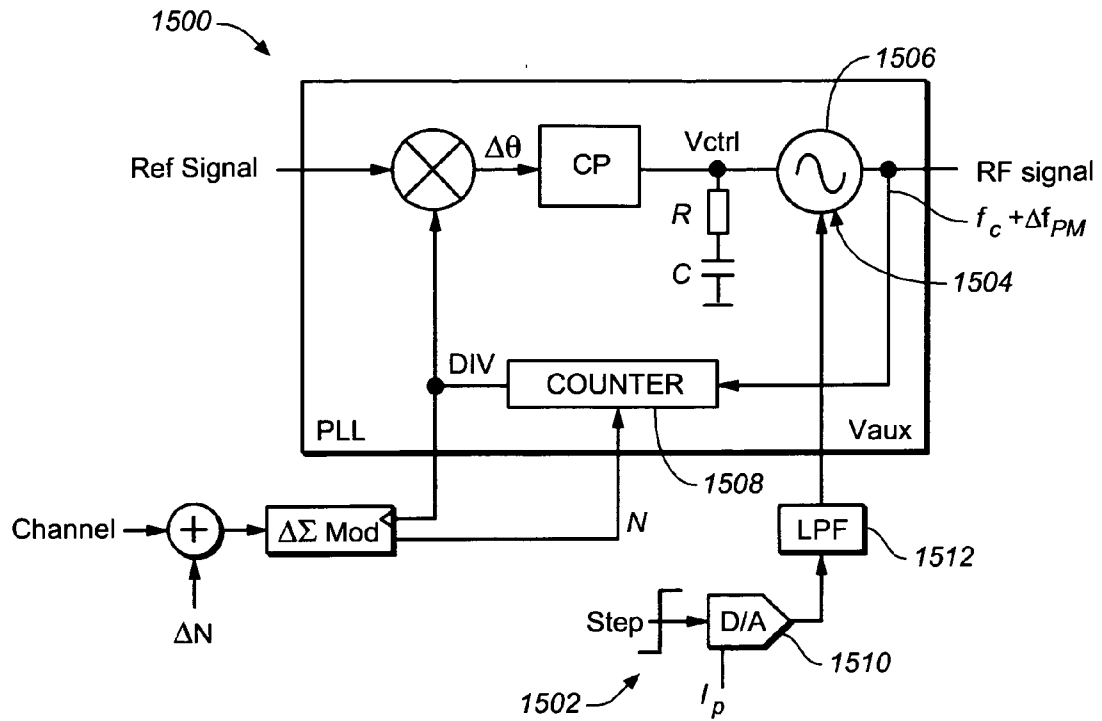 1500
1506
Ref Signal
Δθ
CP
Vctrl
RF signal
R
f_c + Δf_PM
C
1504
DIV
COUNTER
PLL
Vaux
1508
Channel
+
ΔΣ Mod
N
LPF
1512
ΔN
Step
D/A
1510
1502
I_p